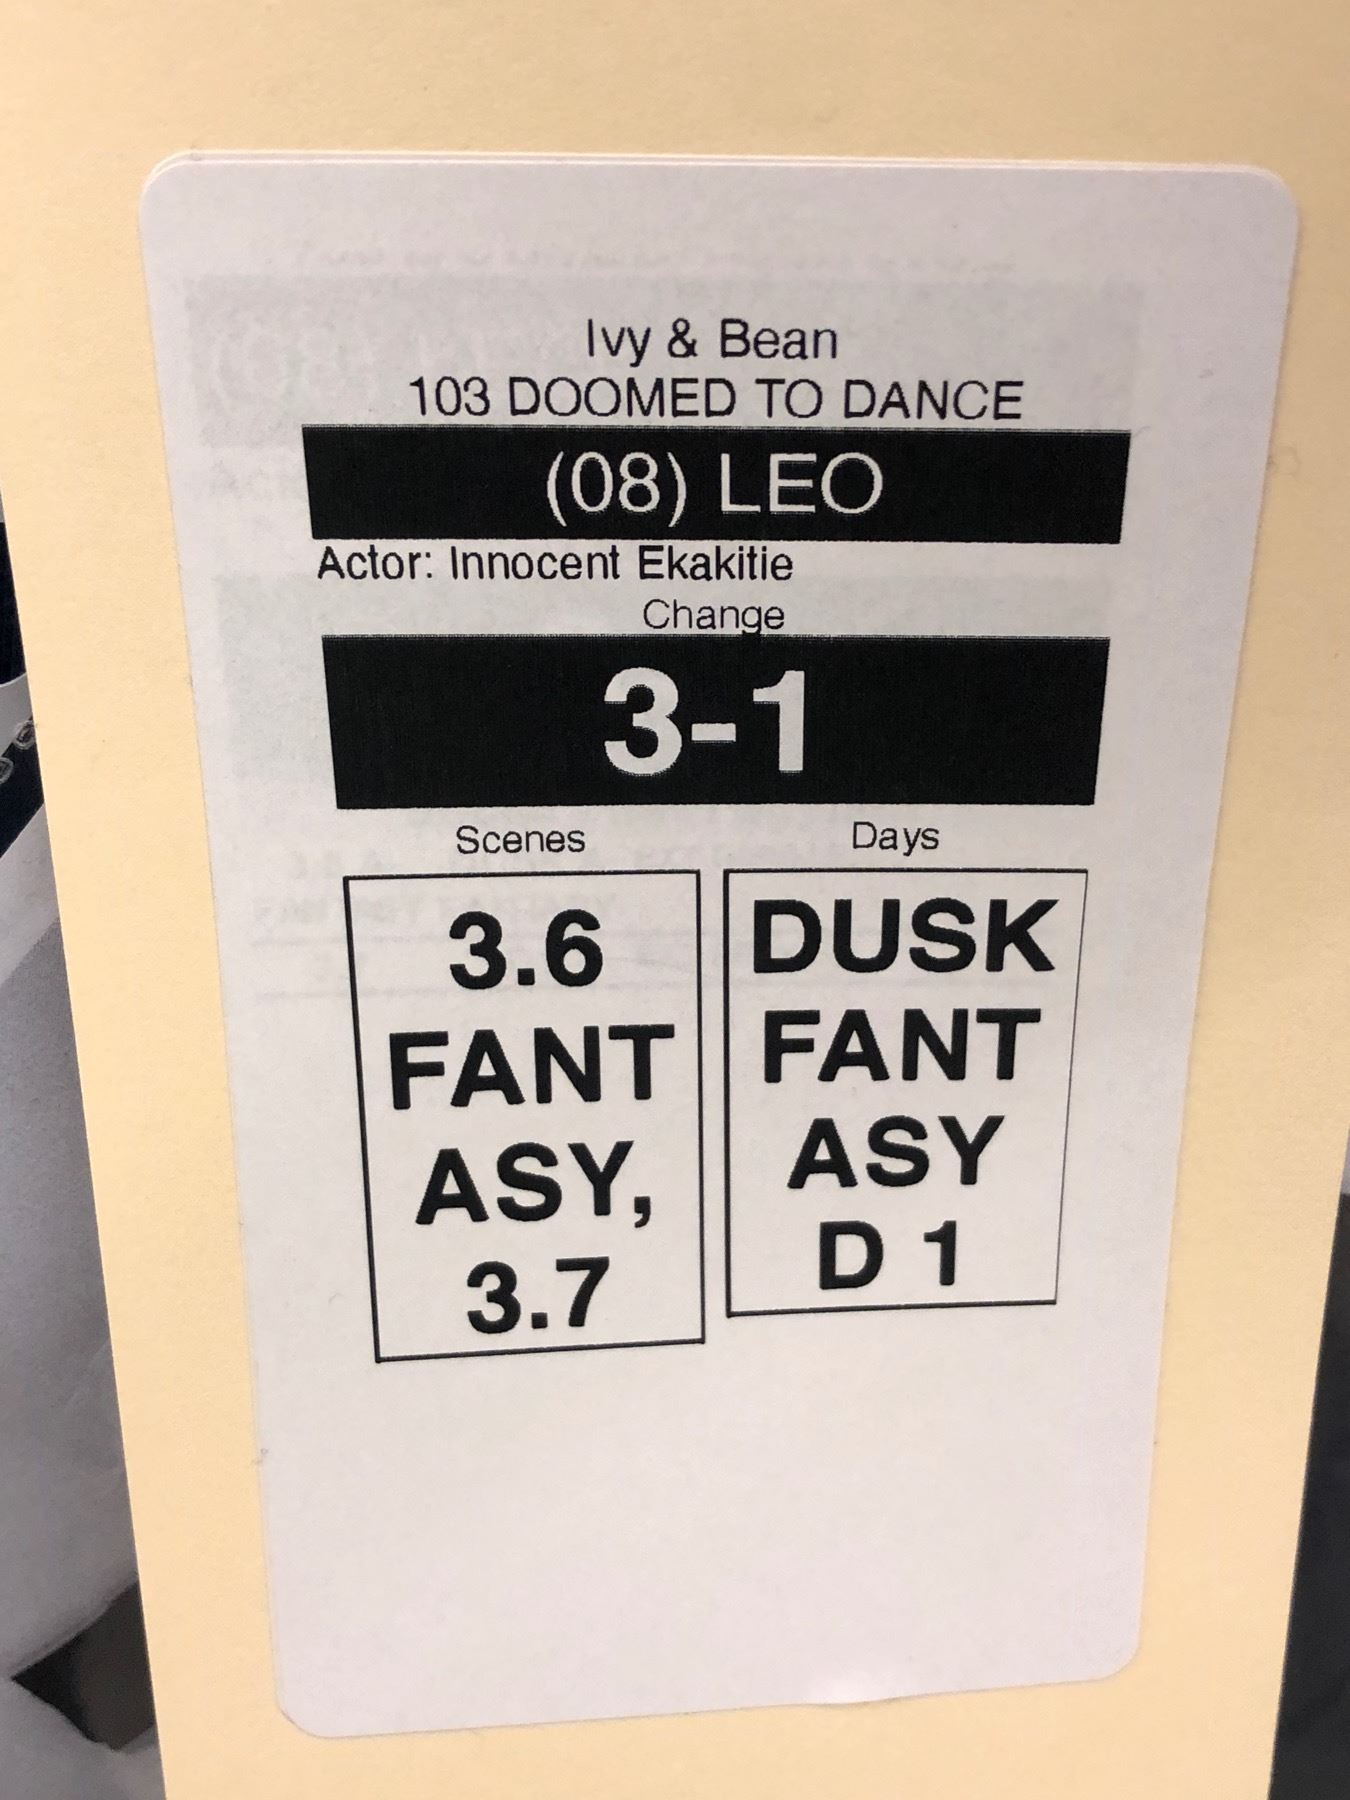 Ivy & Bean
103 DOOMED TO DANCE
(08) LEO
Actor: Innocent Ekakitie
Change
3-1
Scenes
3.6
FANT
ASY,
3.7
Days
DUSK
FANT
ASY
D 1